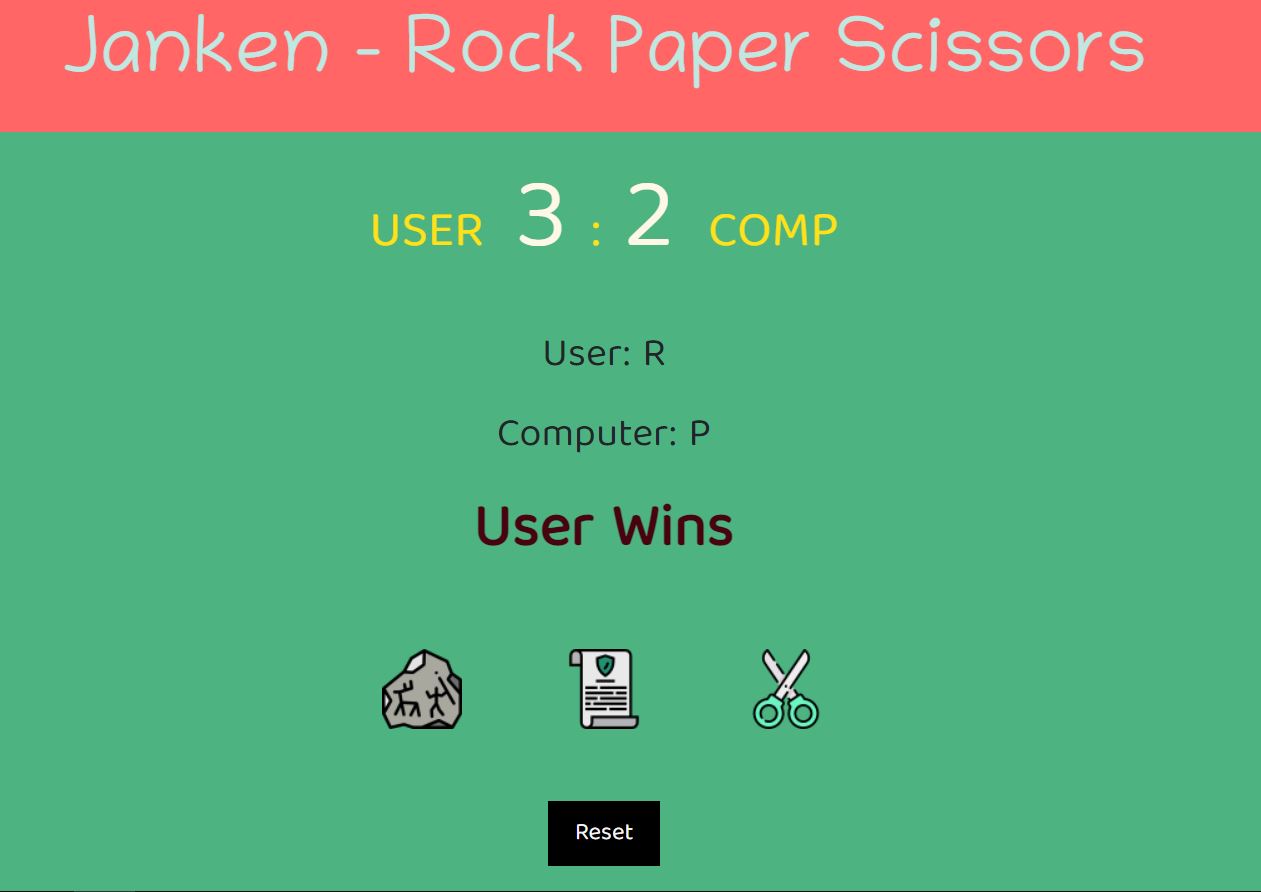 Janken - Rock Paper Scissors
USER 3 : 2 COMP
User: R
Computer: P
User Wins
Reset